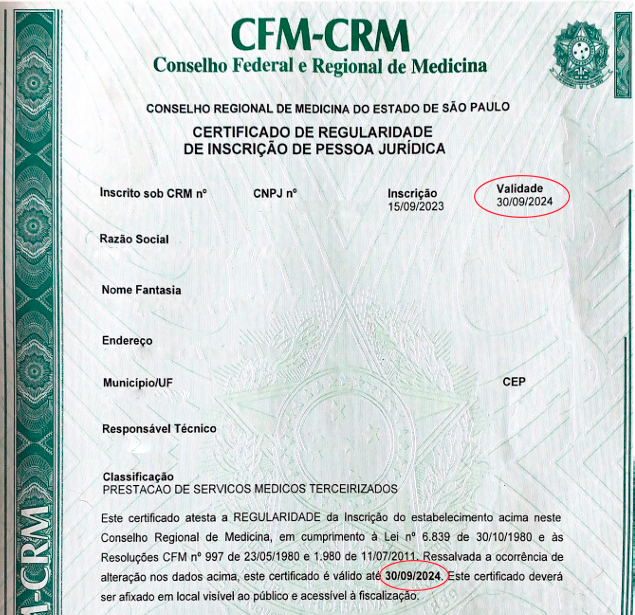 CFM-CRM
Conselho Federal e Regional de Medicina
CONSELHO REGIONAL DE MEDICINA DO ESTADO DE SÃO PAULO
CERTIFICADO DE REGULARIDADE
DE INSCRIÇÃO DE PESSOA JURÍDICA
Inscrito sob CRM nº CNPJ nº Inscrição Validade
15/09/2023 30/09/2024
Razão Social
Nome Fantasia
Endereço
Município/UF CEP
Responsável Técnico
Classificação
PRESTACAO DE SERVICOS MEDICOS TERCEIRIZADOS
Este certificado atesta a REGULARIDADE da Inscrição do estabelecimento acima neste
Conselho Regional de Medicina, em cumprimento à Lei nº 6.839 de 30/10/1980 e às
Resoluções CFM nº 997 de 23/05/1980 e 1.980 de 11/07/2011. Ressalvada a ocorrência de
alteração nos dados acima, este certificado é válido até 30/09/2024. Este certificado deverá
ser afixado em local visível ao público e acessível à fiscalização.
M-CRM